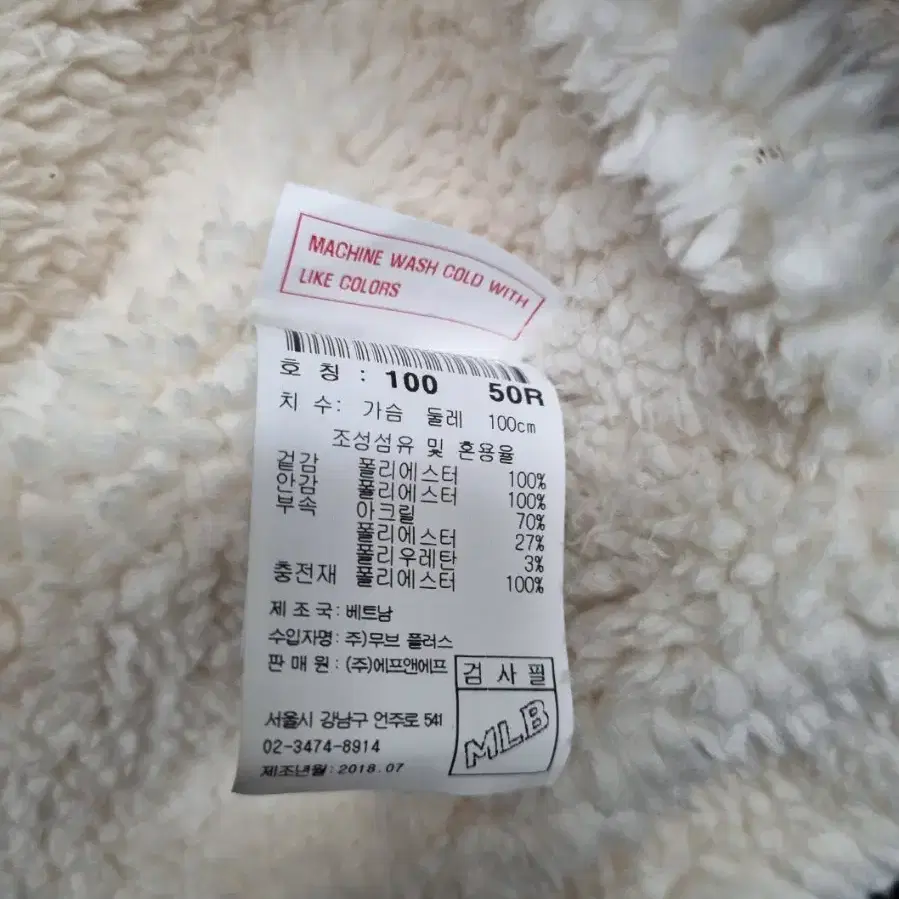 MACHINE WASH COLD WITH
LIKE COLORS
호 칭 : 100 50R
치 수: 가슴 둘레 100cm
조성섬유 및 혼용율
겉감 폴리에스터 100%
안감 폴리에스터 100%
부속 아크릴 70%
폴리에스터 27%
폴리우레탄 3%
충전재 폴리에스터 100%
제 조 국: 베트남
수입자명: 주)무브 플러스
판 매 원 : (주)에프앤에프
검 사 필
MLB
서울시 강남구 언주로 541
02-3474-8914
제조년월: 2018.07